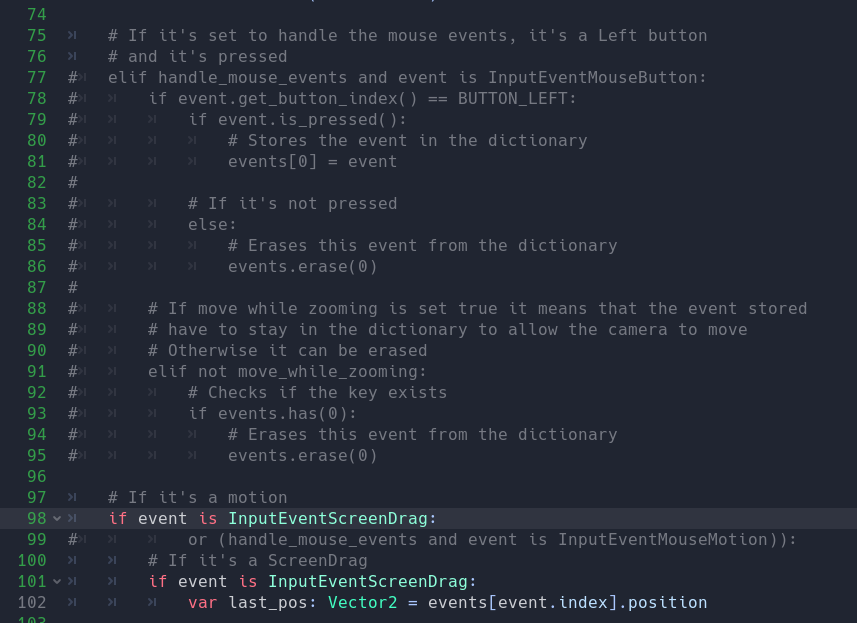 74
75 # If it's set to handle the mouse events, it's a Left button
76 # and it's pressed
77 # elif handle_mouse_events and event is InputEventMouseButton:
78 # if event.get_button_index() == BUTTON_LEFT:
79 # if event.is_pressed():
80 # # Stores the event in the dictionary
81 # events[0] = event
82 #
83 # # If it's not pressed
84 # else:
85 # # Erases this event from the dictionary
86 # events.erase(0)
87 #
88 # # If move while zooming is set true it means that the event stored
89 # # have to stay in the dictionary to allow the camera to move
90 # # Otherwise it can be erased
91 # elif not move_while_zooming:
92 # # Checks if the key exists
93 # if events.has(0):
94 # # Erases this event from the dictionary
95 # events.erase(0)
96
97 # If it's a motion
98 if event is InputEventScreenDrag:
99 # or (handle_mouse_events and event is InputEventMouseMotion)):
100 # If it's a ScreenDrag
101 if event is InputEventScreenDrag:
102 var last_pos: Vector2 = events[event.index].position